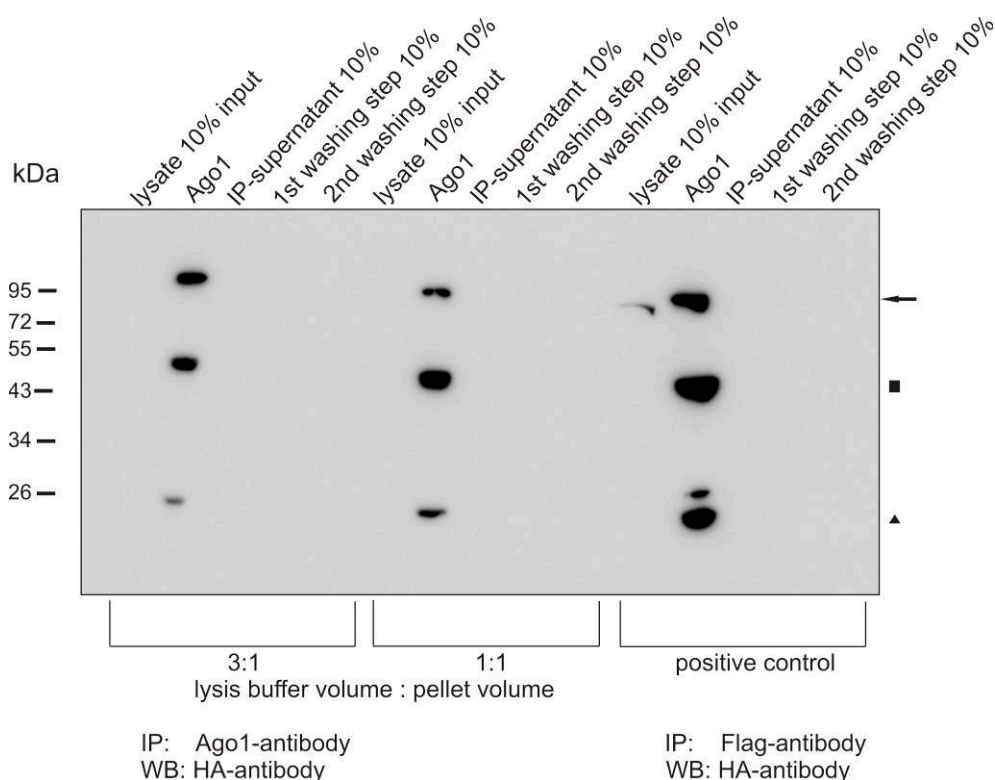 lysate 10% input
Ago1
IP-supernatant 10%
1st washing step 10%
2nd washing step 10%
lysate 10% input
Ago1
IP-supernatant 10%
1st washing step 10%
2nd washing step 10%
lysate 10% input
Ago1
IP-supernatant 10%
1st washing step 10%
2nd washing step 10%
kDa
95
72
55
43
34
26
3:1
1:1
positive control
lysis buffer volume : pellet volume
IP: Ago1-antibody
WB: HA-antibody
IP: Flag-antibody
WB: HA-antibody